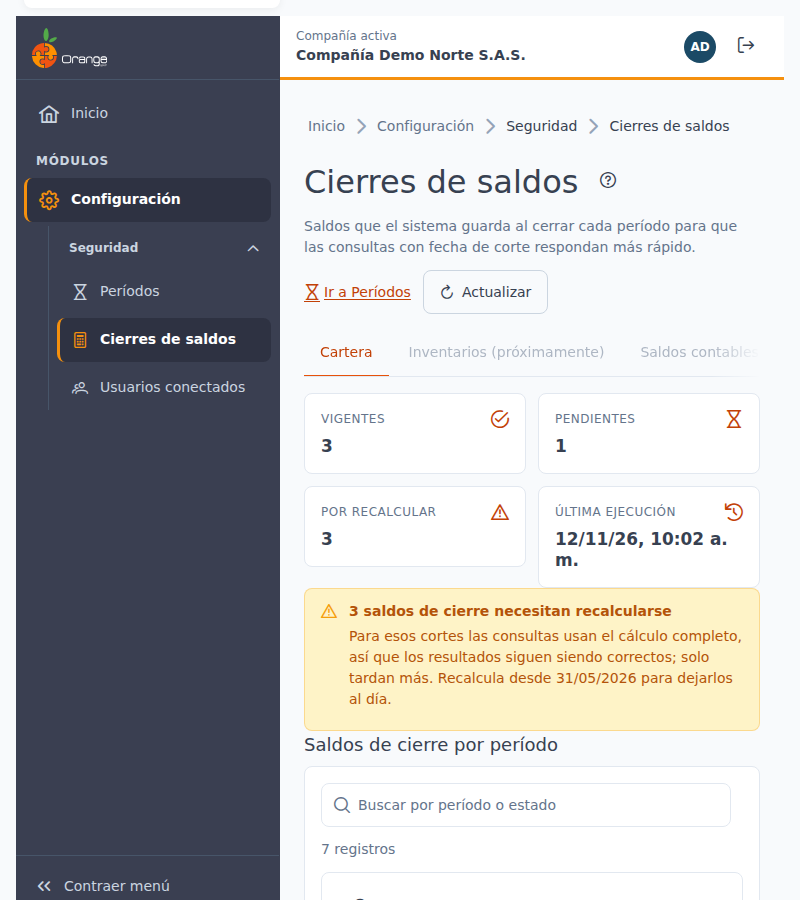 Orange
Compañía activa
Compañía Demo Norte S.A.S.
AD
Inicio
MÓDULOS
Configuración
Seguridad
Períodos
Cierres de saldos
Usuarios conectados
Contraer menú
Inicio
Configuración
Seguridad
Cierres de saldos
Cierres de saldos
Saldos que el sistema guarda al cerrar cada período para que
las consultas con fecha de corte respondan más rápido.
Ir a Períodos
Actualizar
Cartera
Inventarios (próximamente)
Saldos contables
VIGENTES
3
PENDIENTES
1
POR RECALCULAR
3
ÚLTIMA EJECUCIÓN
12/11/26, 10:02 a.
m.
3 saldos de cierre necesitan recalcularse
Para esos cortes las consultas usan el cálculo completo,
así que los resultados siguen siendo correctos; solo
tardan más. Recalcula desde 31/05/2026 para dejarlos
al día.
Saldos de cierre por período
Buscar por período o estado
7 registros